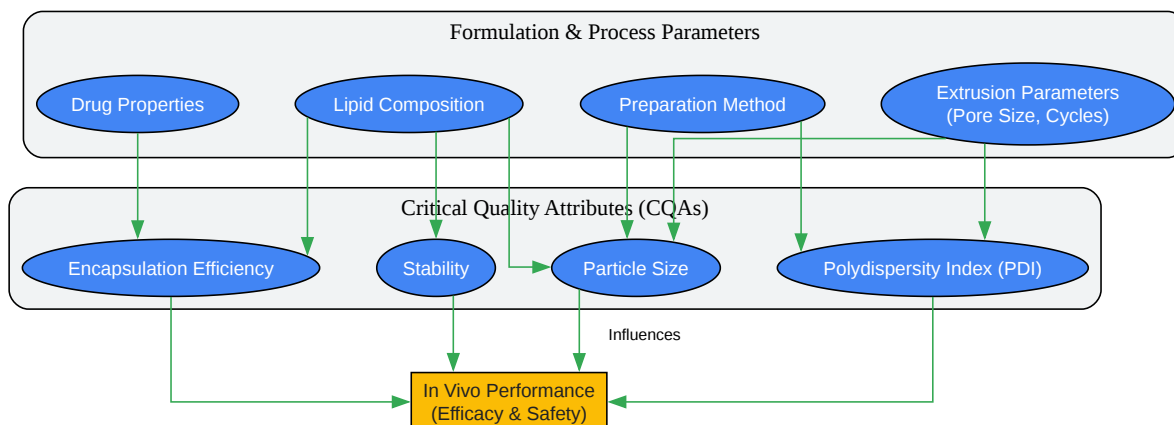 Formulation & Process Parameters
Drug Properties
Lipid Composition
Preparation Method
Extrusion Parameters
(Pore Size, Cycles)
Critical Quality Attributes (CQAs)
Encapsulation Efficiency
Stability
Particle Size
Polydispersity Index (PDI)
Influences
In Vivo Performance
(Efficacy & Safety)